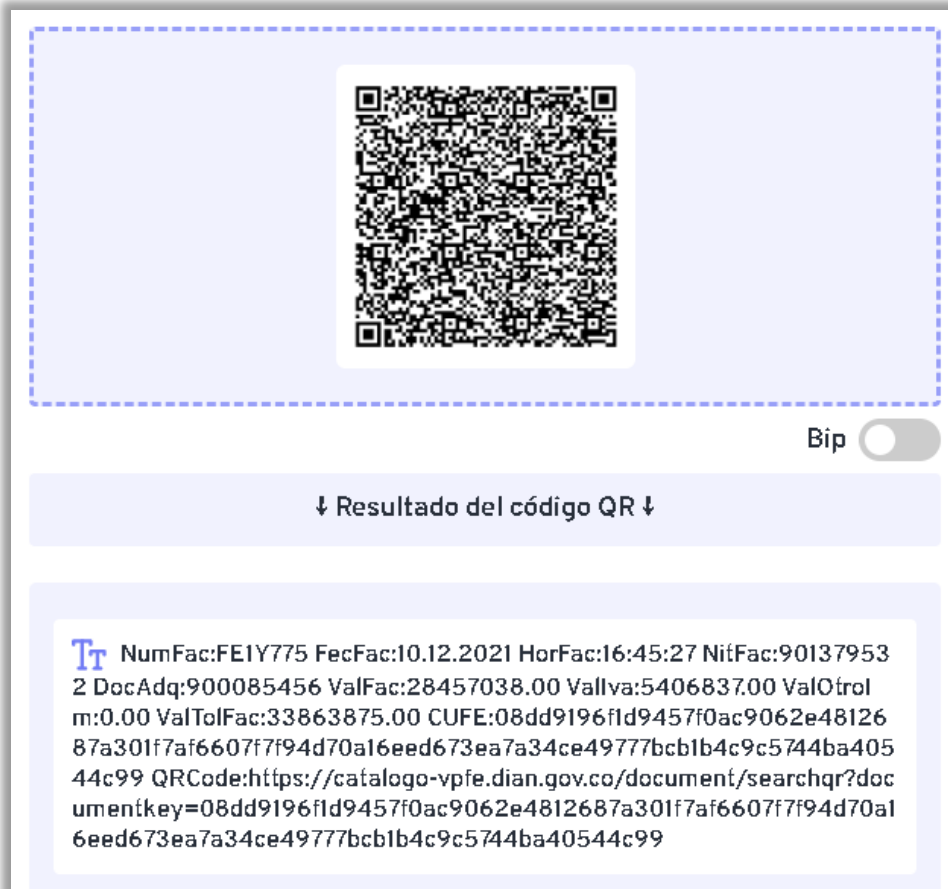 Bip
↓ Resultado del código QR ↓
NumFac:FE1Y775 FecFac:10.12.2021 HorFac:16:45:27 NitFac:90137953
2 DocAdq:900085456 ValFac:28457038.00 ValIva:5406837.00 ValOtroI
m:0.00 ValTolFac:33863875.00 CUFE:08dd9196f1d9457f0ac9062e48126
87a301f7af6607f7f94d70a16eed673ea7a34ce49777bcb1b4c9c5744ba405
44c99 QRCode:https://catalogo-vpfe.dian.gov.co/document/searchqr?doc
umentkey=08dd9196f1d9457f0ac9062e4812687a301f7af6607f7f94d70a1
6eed673ea7a34ce49777bcb1b4c9c5744ba40544c99